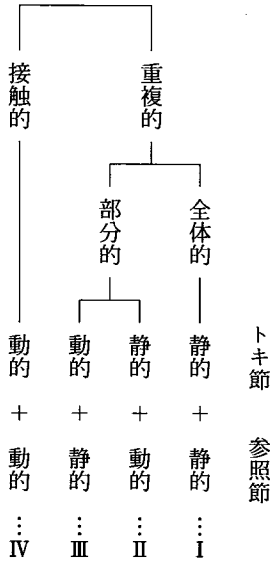 トキ節 参照節
重複的 全体的 静的 + 静的 … I
部分的 静的 + 動的 … II
動的 + 静的 … III
接触的 動的 + 動的 … IV